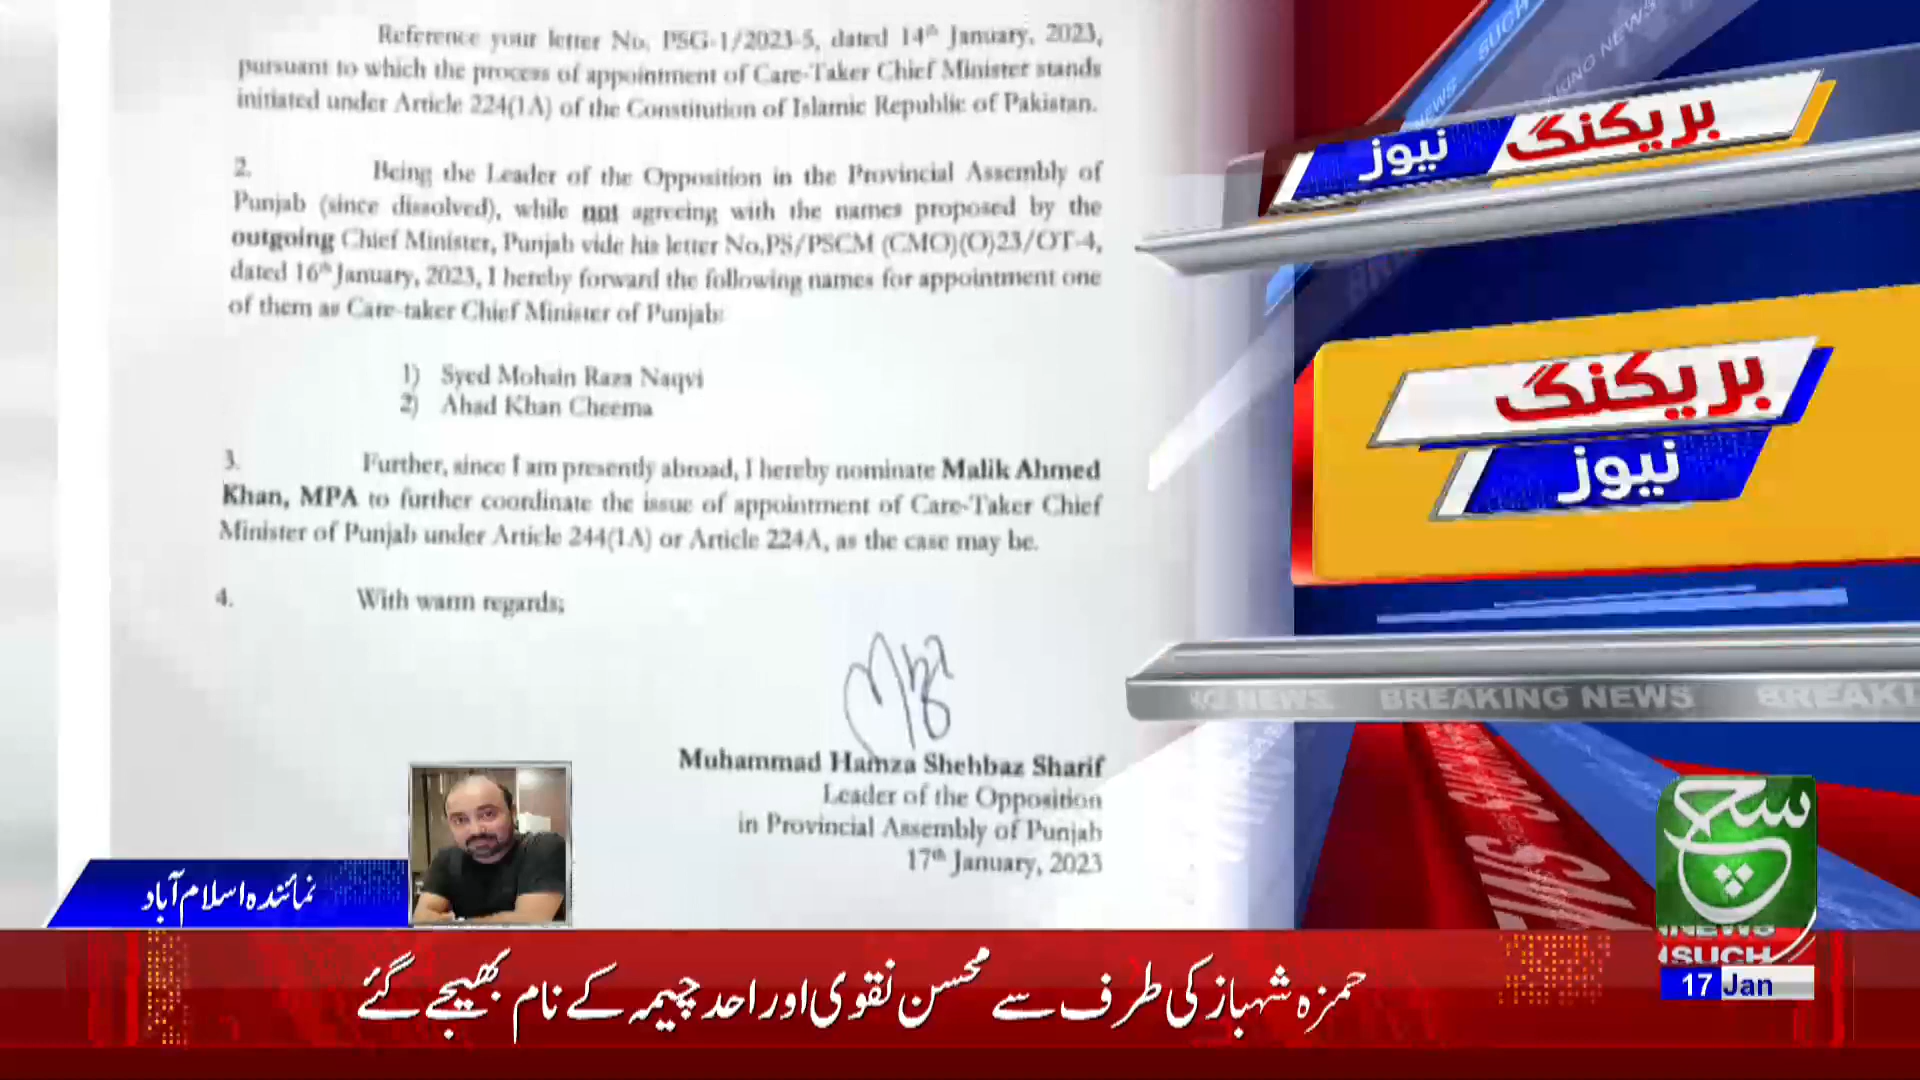 Reference your letter No. PSG-1/2023-5, dated 14th January, 2023,
pursuant to which the process of appointment of Care-Taker Chief Minister stands
initiated under Article 224(1A) of the Constitution of Islamic Republic of Pakistan.
2. Being the Leader of the Opposition in the Provincial Assembly of
Punjab (since dissolved), while not agreeing with the names proposed by the
outgoing Chief Minister, Punjab vide his letter No.PS/PSCM (CMO)(O)23/OT-4,
dated 16th January, 2023, I hereby forward the following names for appointment one
of them as Care-taker Chief Minister of Punjab:
1) Syed Mohsin Raza Naqvi
2) Ahad Khan Cheema
3. Further, since I am presently abroad, I hereby nominate Malik Ahmed
Khan, MPA to further coordinate the issue of appointment of Care-Taker Chief
Minister of Punjab under Article 244(1A) or Article 224A, as the case may be.
4. With warm regards;
Muhammad Hamza Shehbaz Sharif
Leader of the Opposition
in Provincial Assembly of Punjab
17th January, 2023
SUCH
NEWS
بریکنگ نیوز
بریکنگ
نیوز
NG NEWS BREAKING NEWS BREAKI
سچ
NEWS
SUCH
17 Jan
نمائندہ اسلام آباد
حمزہ شہباز کی طرف سے محسن نقوی اور احد چیمہ کے نام بھیجے گئے